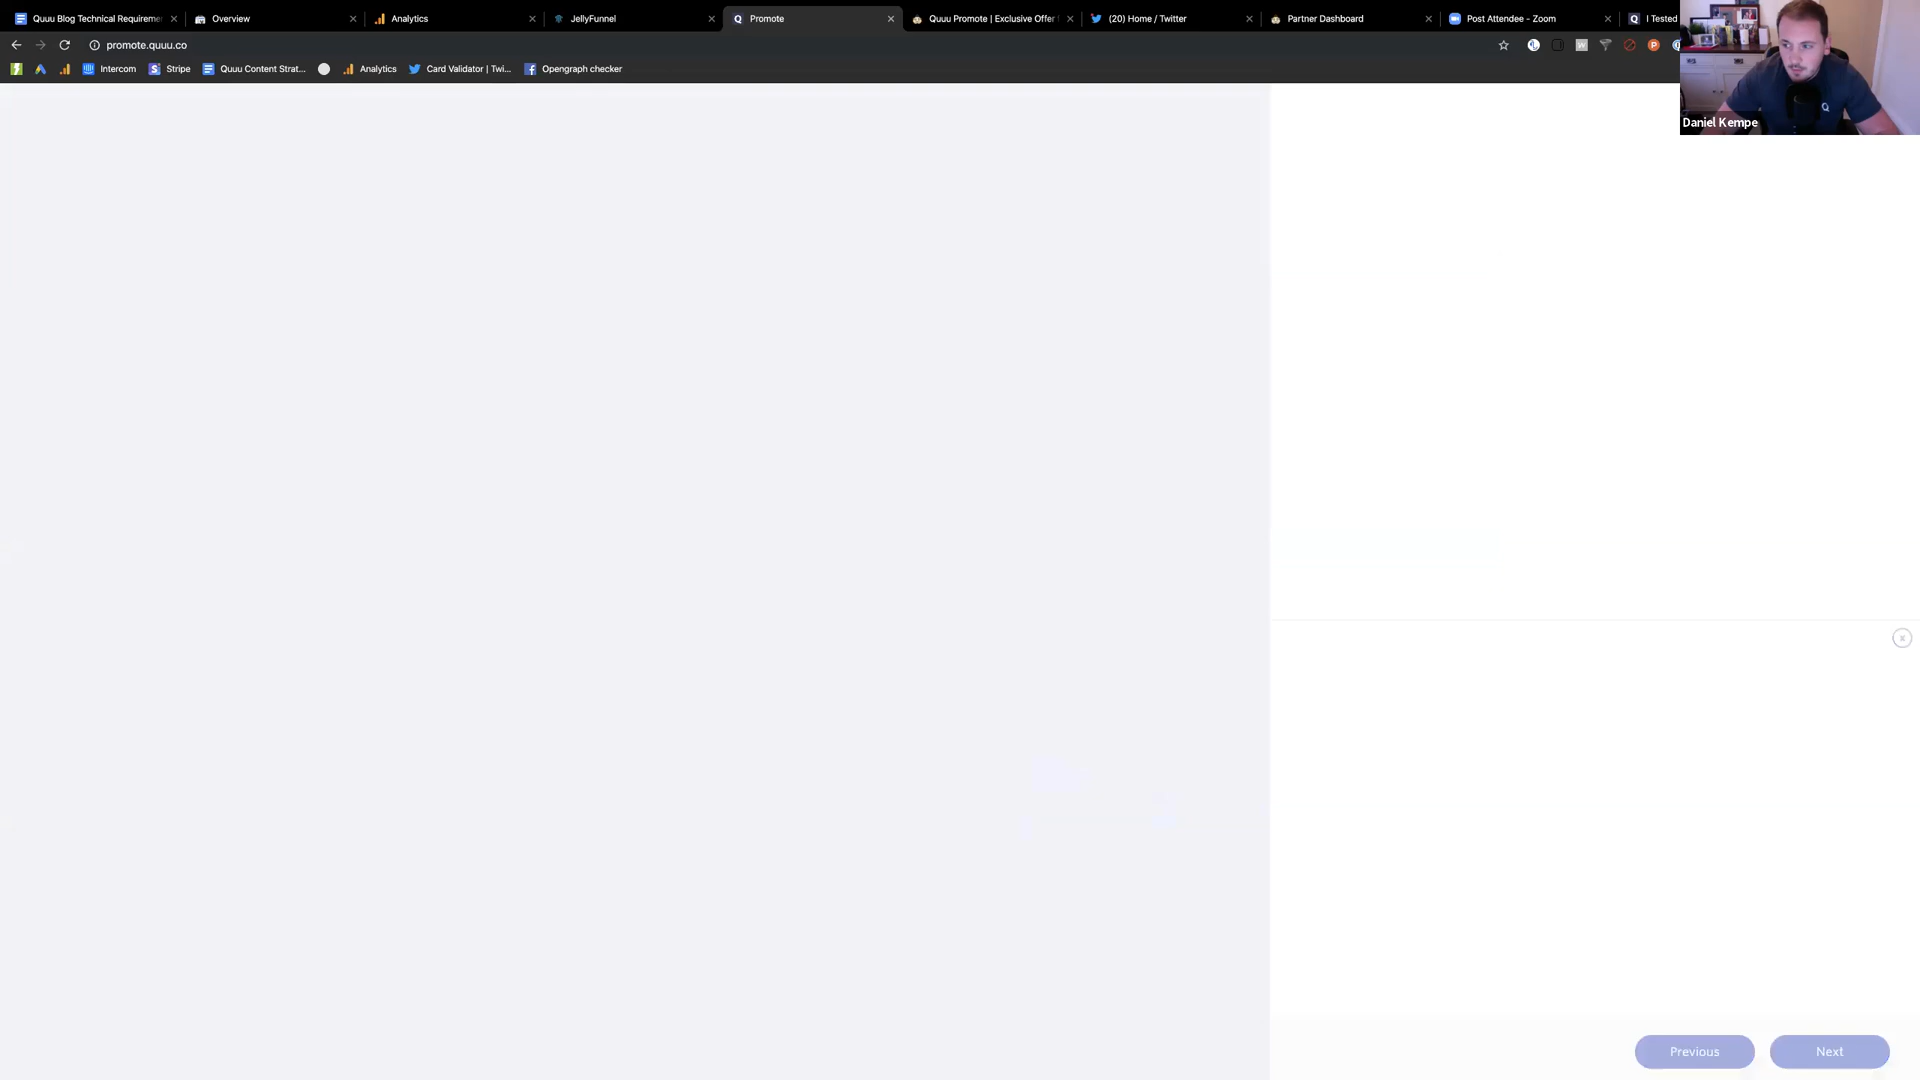 Quuu Blog Technical Requireme
Overview
Analytics
JellyFunnel
Promote
Quuu Promote | Exclusive Offer
(20) Home / Twitter
Partner Dashboard
Post Attendee - Zoom
I Tested
promote.quuu.co
Intercom
Stripe
Quuu Content Strat...
Analytics
Card Validator | Twi...
Opengraph checker
Daniel Kempe
Previous
Next